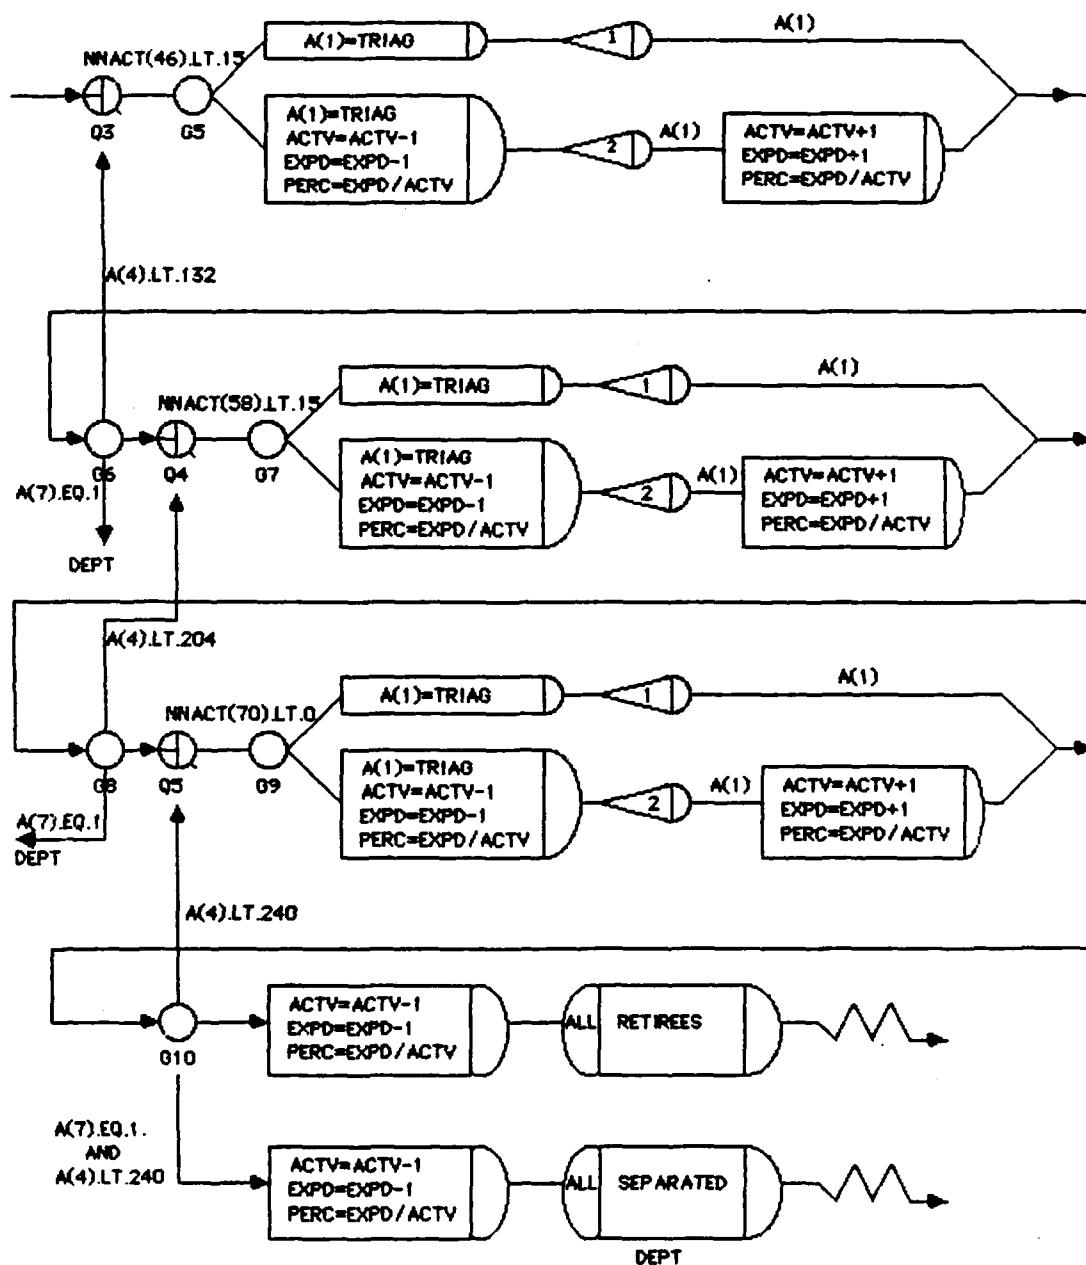 A(1)
A(1)=TRIAG
1
NNACT(46).LT.15
Q3
G5
A(1)=TRIAG
ACTV=ACTV-1
EXPD=EXPD-1
PERC=EXPD/ACTV
2
A(1)
ACTV=ACTV+1
EXPD=EXPD+1
PERC=EXPD/ACTV
A(4).LT.132
A(1)
A(1)=TRIAG
1
NNACT(58).LT.15
G6
Q4
G7
A(1)=TRIAG
ACTV=ACTV-1
EXPD=EXPD-1
PERC=EXPD/ACTV
2
A(1)
ACTV=ACTV+1
EXPD=EXPD+1
PERC=EXPD/ACTV
A(7).EQ.1
DEPT
A(4).LT.204
A(1)
A(1)=TRIAG
1
NNACT(70).LT.0
G8
Q5
G9
A(1)=TRIAG
ACTV=ACTV-1
EXPD=EXPD-1
PERC=EXPD/ACTV
2
A(1)
ACTV=ACTV+1
EXPD=EXPD+1
PERC=EXPD/ACTV
A(7).EQ.1
DEPT
A(4).LT.240
G10
ACTV=ACTV-1
EXPD=EXPD-1
PERC=EXPD/ACTV
ALL
RETIREES
A(7).EQ.1.
AND
A(4).LT.240
ACTV=ACTV-1
EXPD=EXPD-1
PERC=EXPD/ACTV
ALL
SEPARATED
DEPT